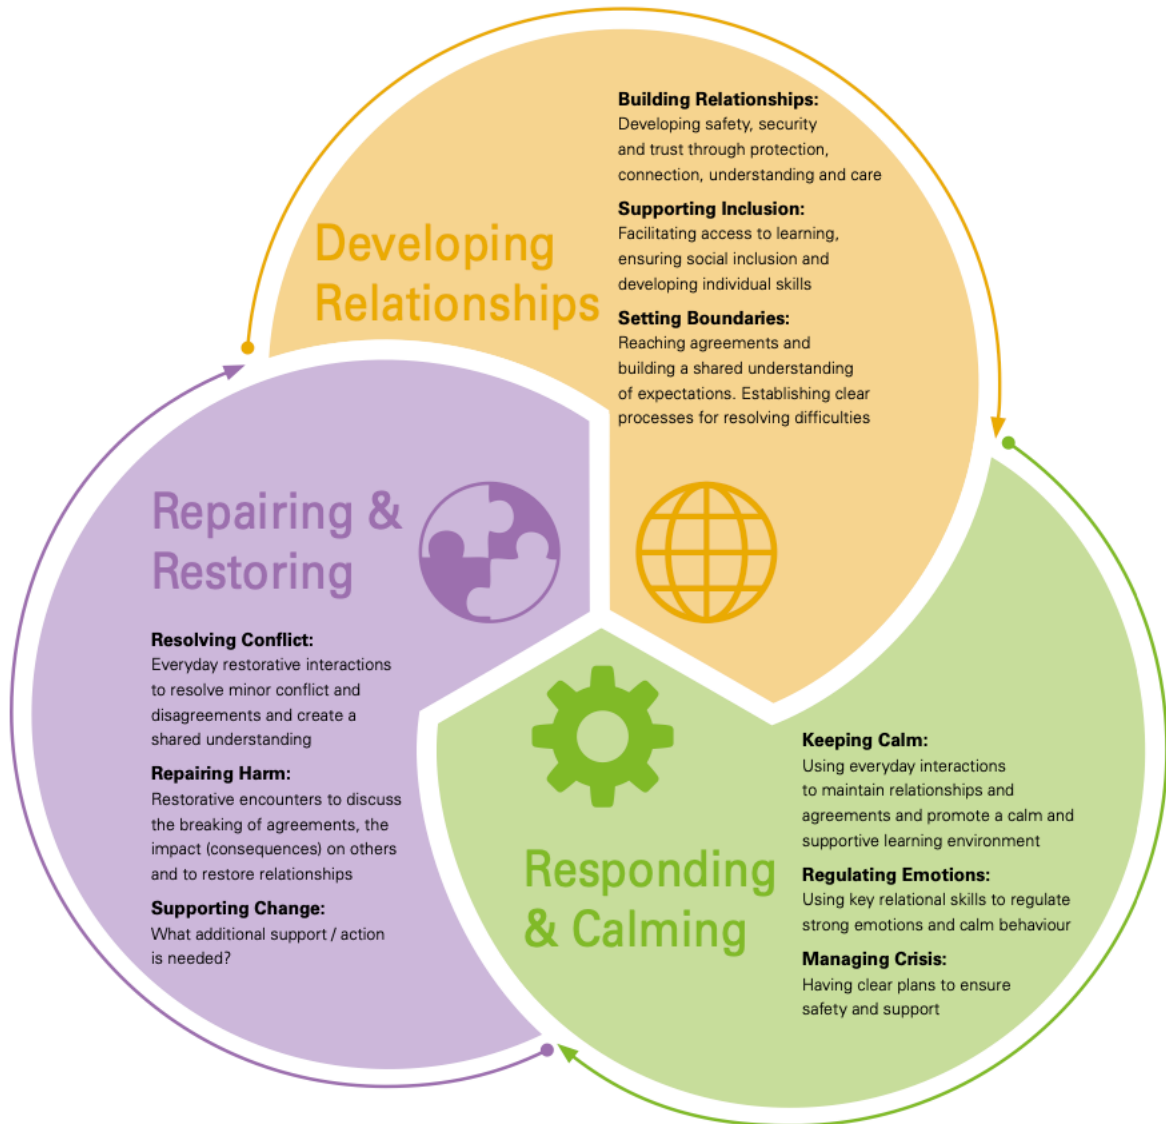 Developing
Relationships
Building Relationships:
Developing safety, security
and trust through protection,
connection, understanding and care
Supporting Inclusion:
Facilitating access to learning,
ensuring social inclusion and
developing individual skills
Setting Boundaries:
Reaching agreements and
building a shared understanding
of expectations. Establishing clear
processes for resolving difficulties
Repairing &
Restoring
Resolving Conflict:
Everyday restorative interactions
to resolve minor conflict and
disagreements and create a
shared understanding
Repairing Harm:
Restorative encounters to discuss
the breaking of agreements, the
impact (consequences) on others
and to restore relationships
Supporting Change:
What additional support / action
is needed?
Responding
& Calming
Keeping Calm:
Using everyday interactions
to maintain relationships and
agreements and promote a calm and
supportive learning environment
Regulating Emotions:
Using key relational skills to regulate
strong emotions and calm behaviour
Managing Crisis:
Having clear plans to ensure
safety and support